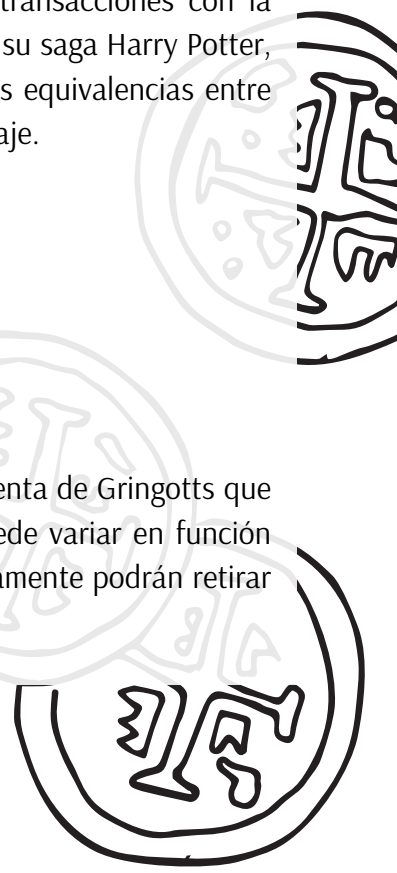 transacciones con la
su saga Harry Potter,
s equivalencias entre
aje.
enta de Gringotts que
ede variar en función
amente podrán retirar